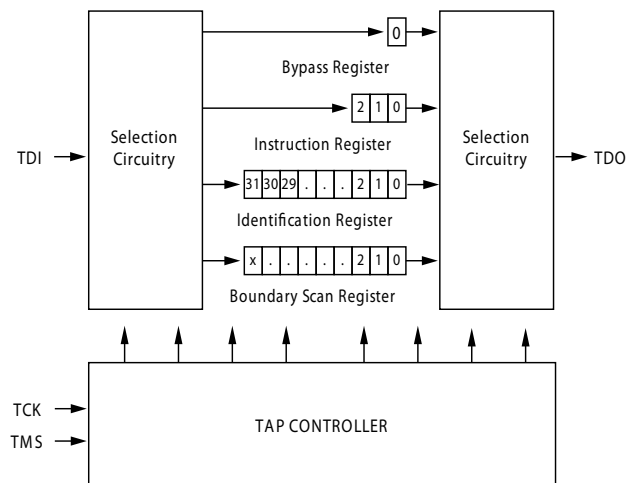 0
Bypass Register
2 1 0
Selection
Circuitry
Selection
Circuitry
TDI
TDO
Instruction Register
31 30 29 . . . 2 1 0
Identification Register
x . . . . . 2 1 0
Boundary Scan Register
TCK
TMS
TAP CONTROLLER